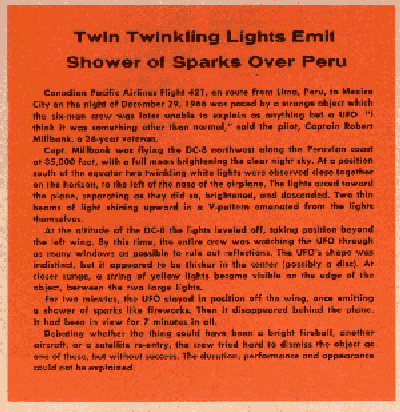 Twin Twinkling Lights Emit
Shower of Sparks Over Peru
Canadian Pacific Airlines Flight 421, en route from Lima, Peru, to Mexico
City on the night of December 29, 1966 was paced by a strange object which
the six-man crew was later unable to explain as anything but a UFO. "I
think it was something other than normal," said the pilot, Captain Robert
Millbank, a 26-year veteran.
Capt. Millbank was flying the DC-8 northwest along the Peruvian coast
at 35,000 feet, with a full moon brightening the clear night sky. At a position
south of the equator two twinkling white lights were observed close together
on the horizon, to the left of the nose of the airplane. The lights arced toward
the plane, separating as they did so, brightened, and descended. Two thin
beams of light shining upward in a V-pattern emanated from the lights
themselves.
At the altitude of the DC-8 the lights leveled off, taking position beyond
the left wing. By this time, the entire crew was watching the UFO through
as many windows as possible to rule out reflections. The UFO's shape was
indistinct, but it appeared to be thicker in the center (possibly a disc). At
closer range, a string of yellow lights became visible on the edge of the
object, between the two large lights.
For two minutes, the UFO stayed in position off the wing, once emitting
a shower of sparks like fireworks. Then it disappeared behind the plane.
It had been in view for 7 minutes in all.
Debating whether the thing could have been a bright fireball, another
aircraft, or a satellite re-entry, the crew tried hard to dismiss the object as
one of these, but without success. The duration, performance and appearance
could not be explained.